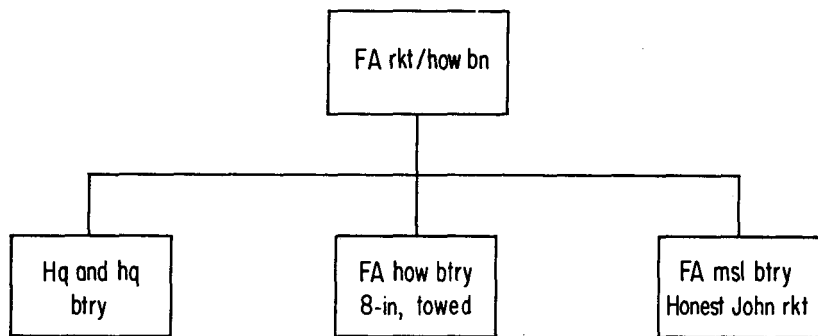 FA rkt/how bn
Hq and hq
btry
FA how btry
8-in, towed
FA msl btry
Honest John rkt